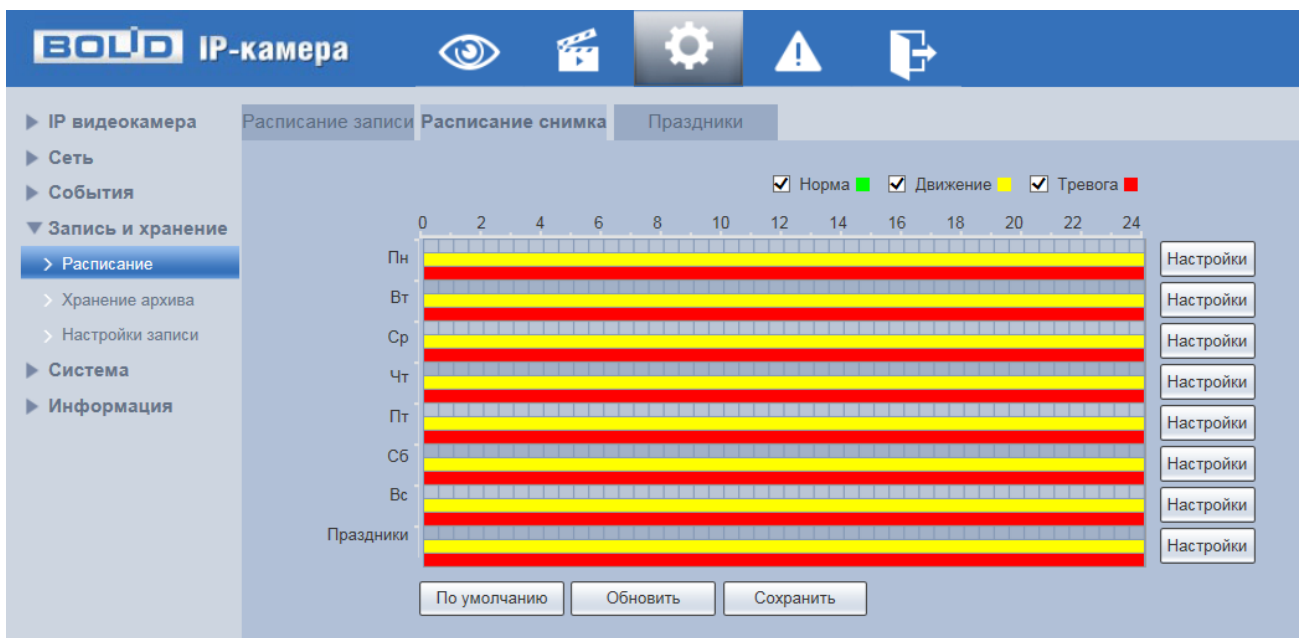 BOLID IP-камера
IP видеокамера
Сеть
События
Запись и хранение
Расписание
Хранение архива
Настройки записи
Система
Информация
Расписание записи Расписание снимка Праздники
Норма Движение Тревога
0 2 4 6 8 10 12 14 16 18 20 22 24
Пн Настройки
Вт Настройки
Ср Настройки
Чт Настройки
Пт Настройки
Сб Настройки
Вс Настройки
Праздники Настройки
По умолчанию Обновить Сохранить